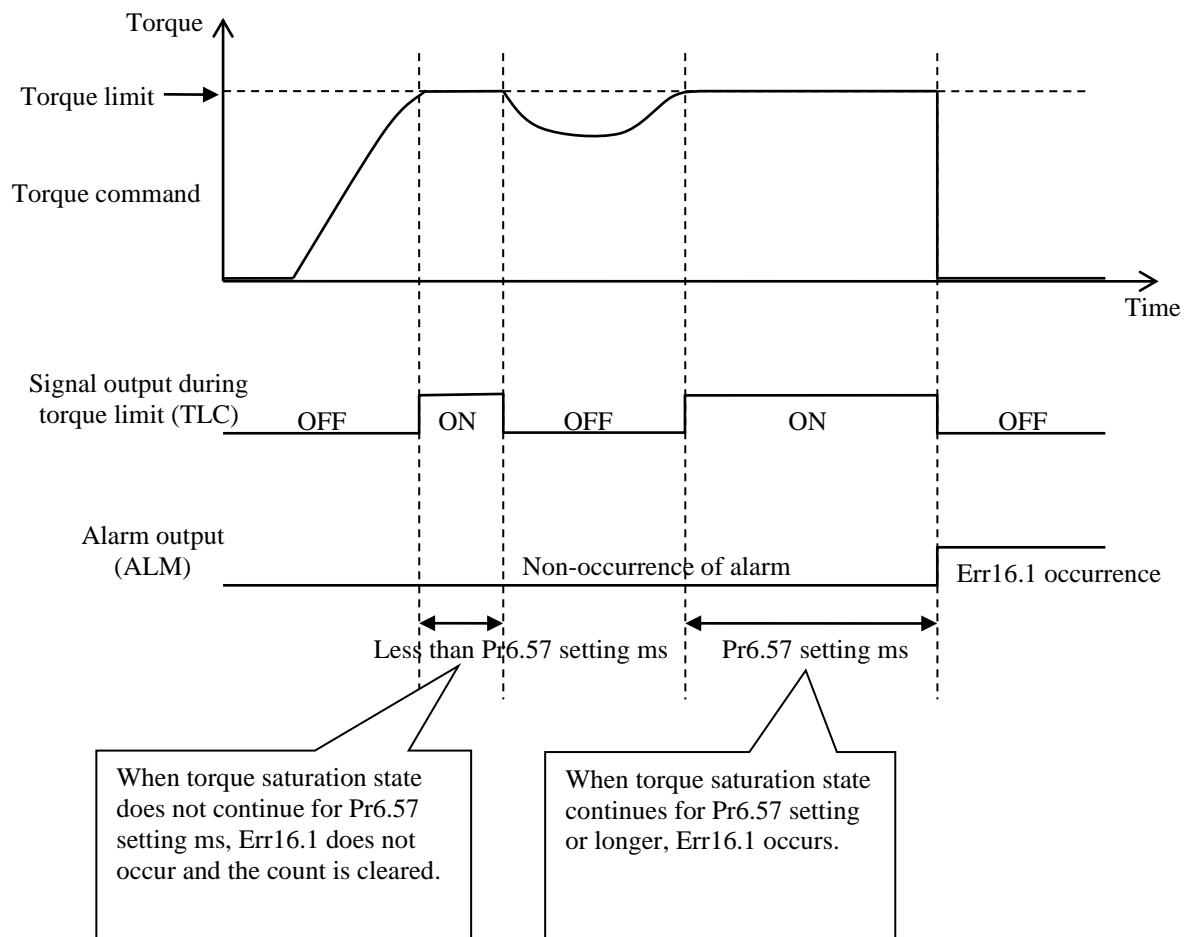 Torque
Torque limit
Torque command
Time
Signal output during
torque limit (TLC)
OFF
ON
OFF
ON
OFF
Alarm output
(ALM)
Non-occurrence of alarm
Err16.1 occurrence
Less than Pr6.57 setting ms
Pr6.57 setting ms
When torque saturation state
does not continue for Pr6.57
setting ms, Err16.1 does not
occur and the count is cleared.
When torque saturation state
continues for Pr6.57 setting
or longer, Err16.1 occurs.